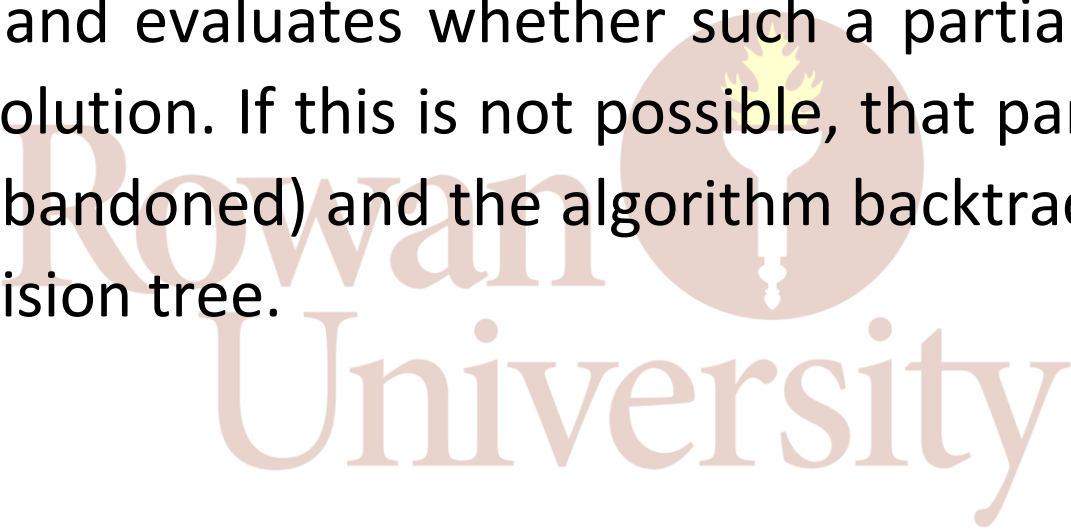 and evaluates whether such a partia
olution. If this is not possible, that par
bandoned) and the algorithm backtrac
ision tree.
Rowan
University